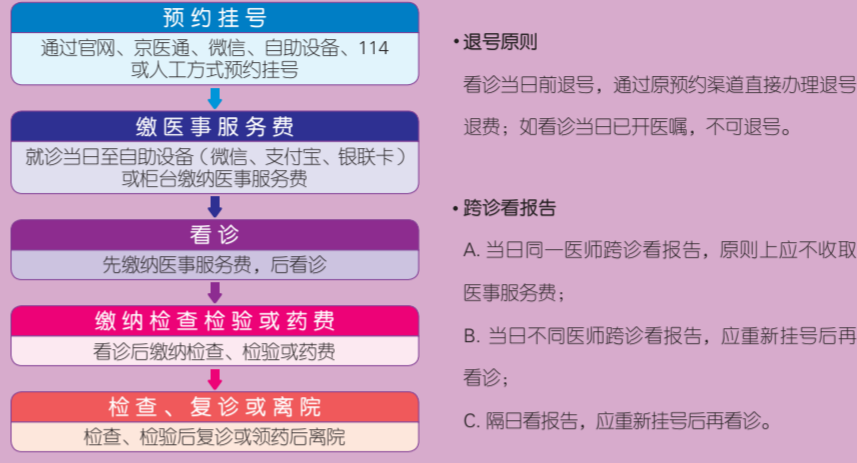 预约挂号
通过官网、京医通、微信、自助设备、114
或人工方式预约挂号
缴医事服务费
就诊当日至自助设备（微信、支付宝、银联卡）
或柜台缴纳医事服务费
看诊
先缴纳医事服务费，后看诊
缴纳检查检验或药费
看诊后缴纳检查、检验或药费
检查、复诊或离院
检查、检验后复诊或领药后离院
•退号原则
看诊当日前退号，通过原预约渠道直接办理退号
退费；如看诊当日已开医嘱，不可退号。
•跨诊看报告
A. 当日同一医师跨诊看报告，原则上应不收取
医事服务费；
B. 当日不同医师跨诊看报告，应重新挂号后再
看诊；
C. 隔日看报告，应重新挂号后再看诊。